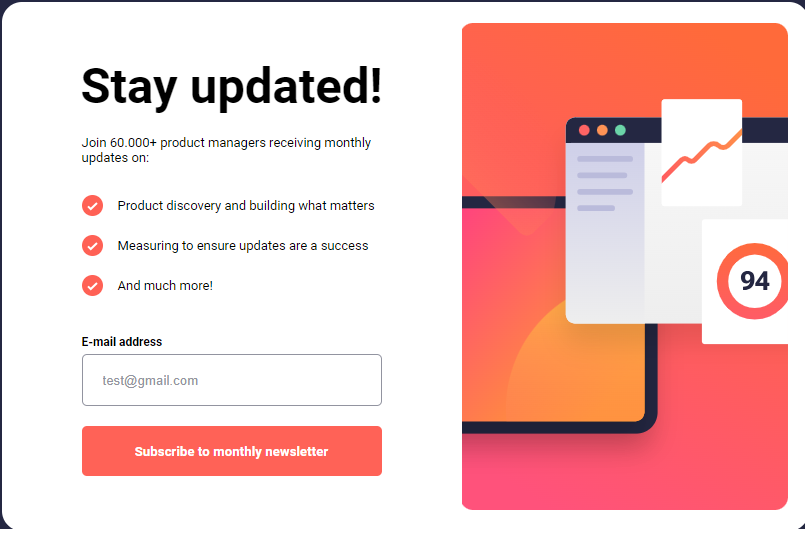 Stay updated!
Join 60.000+ product managers receiving monthly
updates on:
Product discovery and building what matters
Measuring to ensure updates are a success
And much more!
E-mail address
test@gmail.com
Subscribe to monthly newsletter
94